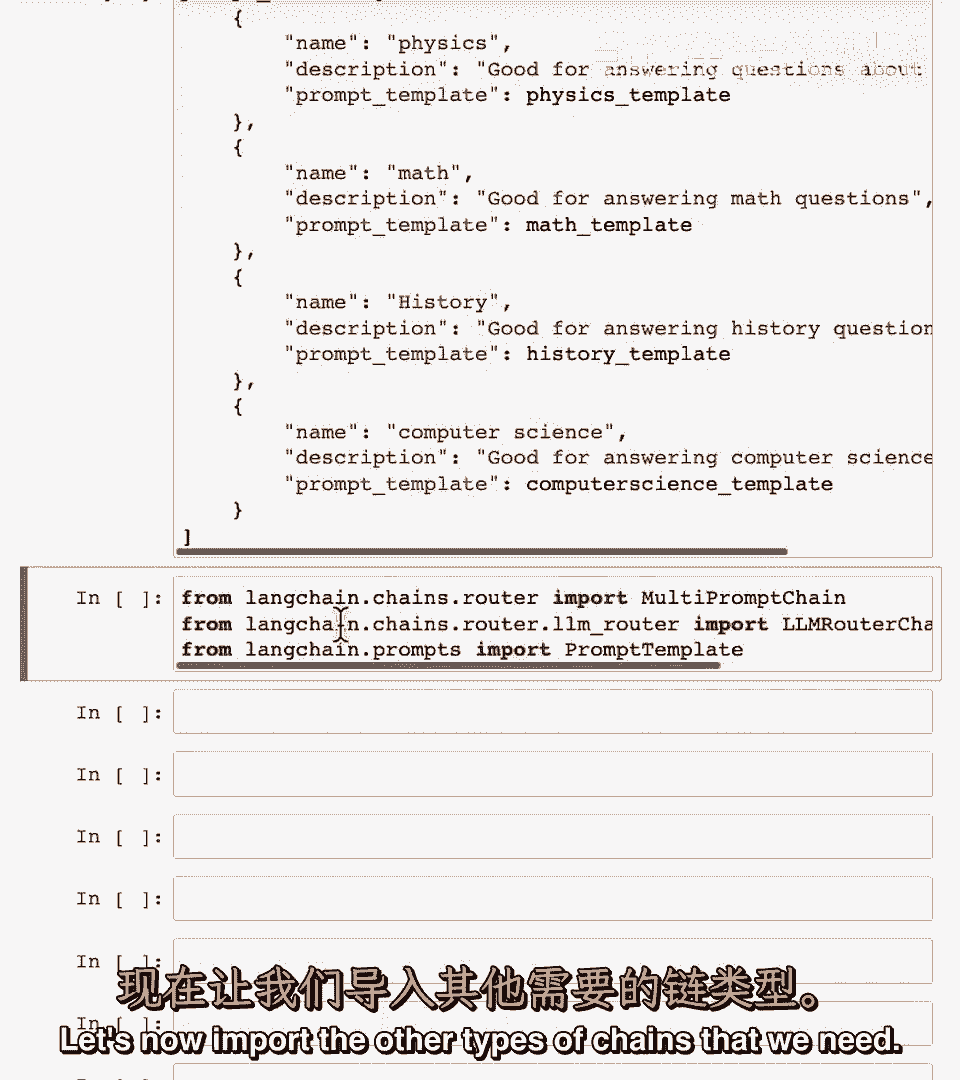 {
"name": "physics",
"description": "Good for answering questions about
"prompt_template": physics_template
},
{
"name": "math",
"description": "Good for answering math questions",
"prompt_template": math_template
},
{
"name": "History",
"description": "Good for answering history question
"prompt_template": history_template
},
{
"name": "computer science",
"description": "Good for answering computer science
"prompt_template": computerscience_template
}
]
In [ ]: from langchain.chains.router import MultiPromptChain
from langchain.chains.router.llm_router import LLMRouterCha
from langchain.prompts import PromptTemplate
In [ ]:
In [ ]:
In [ ]:
In [ ]:
In [ ]:
现在让我们导入其他需要的链类型。
In [ ]:
Let's now import the other types of chains that we need.